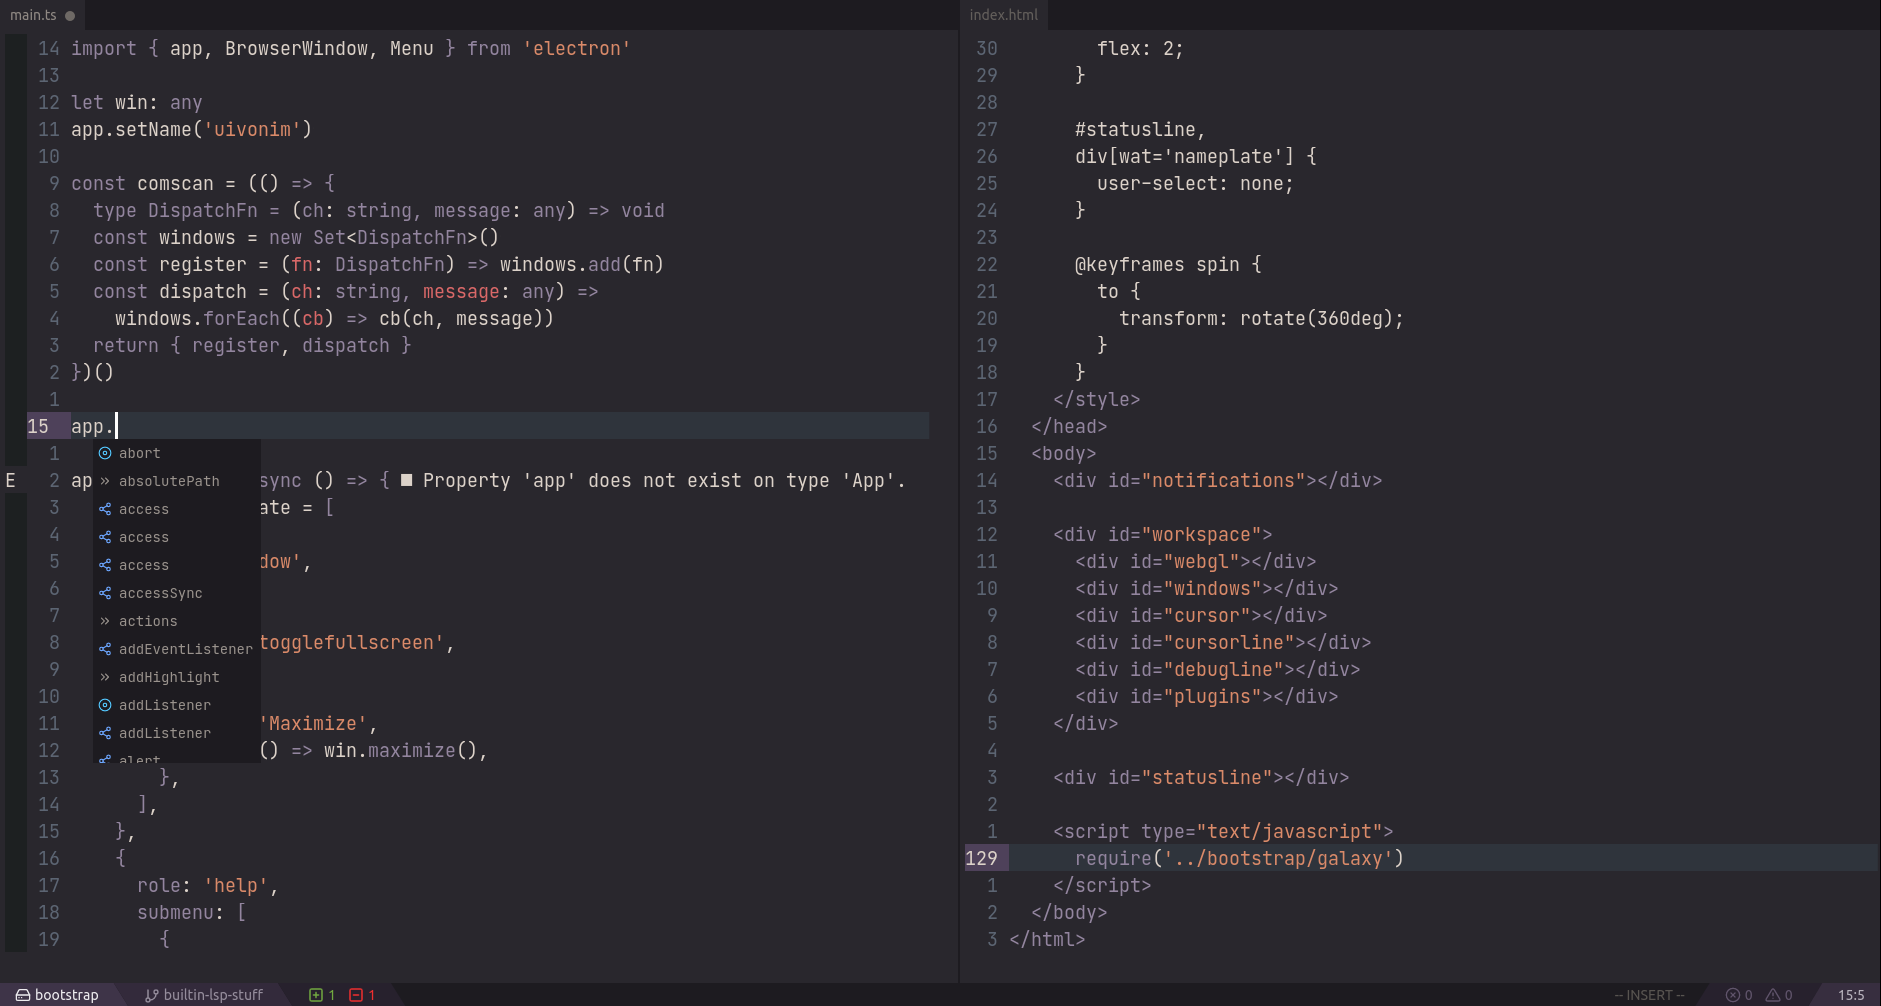 main.ts
14 import { app, BrowserWindow, Menu } from 'electron'
13
12 let win: any
11 app.setName('uivonim')
10
9 const comscan = (() => {
8 type DispatchFn = (ch: string, message: any) => void
7 const windows = new Set<DispatchFn>()
6 const register = (fn: DispatchFn) => windows.add(fn)
5 const dispatch = (ch: string, message: any) =>
4 windows.forEach((cb) => cb(ch, message))
3 return { register, dispatch }
2 })()
1
15 app.
1
E 2 ap sync () => { ■ Property 'app' does not exist on type 'App'.
3 ate = [
4
5 dow',
6
7
8 togglefullscreen',
9
10
11 'Maximize',
12 () => win.maximize(),
13 },
14 ],
15 },
16 {
17 role: 'help',
18 submenu: [
19 {
abort
absolutePath
access
access
access
accessSync
actions
addEventListener
addHighlight
addListener
addListener
alert
index.html
30 flex: 2;
29 }
28
27 #statusline,
26 div[wat='nameplate'] {
25 user-select: none;
24 }
23
22 @keyframes spin {
21 to {
20 transform: rotate(360deg);
19 }
18 }
17 </style>
16 </head>
15 <body>
14 <div id="notifications"></div>
13
12 <div id="workspace">
11 <div id="webgl"></div>
10 <div id="windows"></div>
9 <div id="cursor"></div>
8 <div id="cursorline"></div>
7 <div id="debugline"></div>
6 <div id="plugins"></div>
5 </div>
4
3 <div id="statusline"></div>
2
1 <script type="text/javascript">
129 require('../bootstrap/galaxy')
1 </script>
2 </body>
3 </html>
bootstrap builtin-lsp-stuff 1 1 -- INSERT -- 0 0 15:5